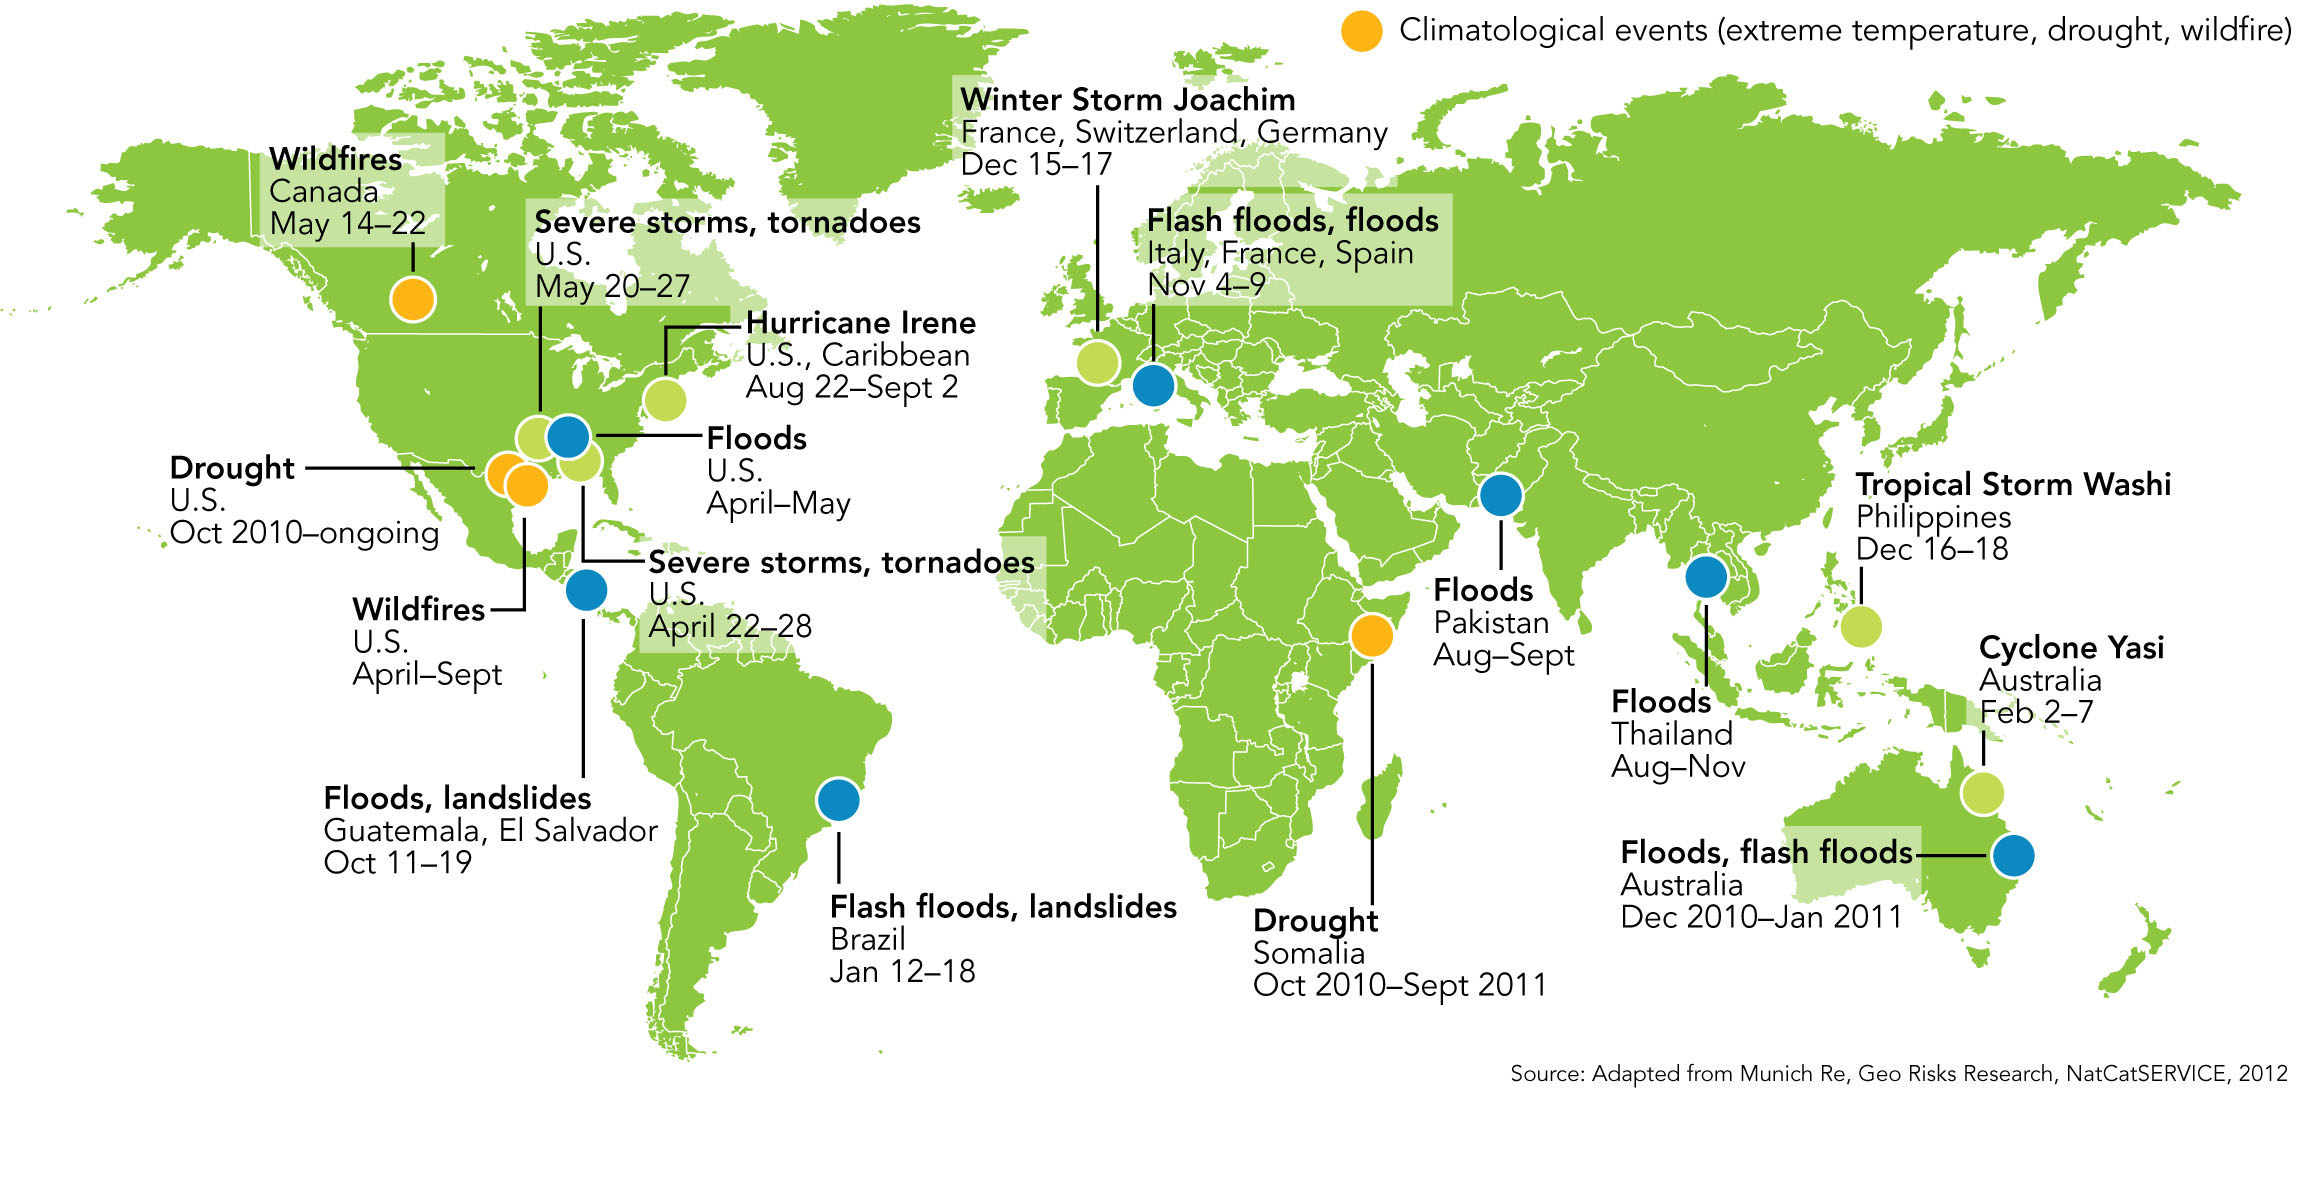 Climatological events (extreme temperature, drought, wildfire)
Winter Storm Joachim
France, Switzerland, Germany
Dec 15–17
Wildfires
Canada
May 14–22
Severe storms, tornadoes
U.S.
May 20–27
Flash floods, floods
Italy, France, Spain
Nov 4–9
Hurricane Irene
U.S., Caribbean
Aug 22–Sept 2
Floods
U.S.
April–May
Drought
U.S.
Oct 2010–ongoing
Tropical Storm Washi
Philippines
Dec 16–18
Severe storms, tornadoes
U.S.
April 22–28
Wildfires
U.S.
April–Sept
Floods
Pakistan
Aug–Sept
Cyclone Yasi
Australia
Feb 2–7
Floods
Thailand
Aug–Nov
Floods, landslides
Guatemala, El Salvador
Oct 11–19
Floods, flash floods
Australia
Dec 2010–Jan 2011
Flash floods, landslides
Brazil
Jan 12–18
Drought
Somalia
Oct 2010–Sept 2011
Source: Adapted from Munich Re, Geo Risks Research, NatCatSERVICE, 2012